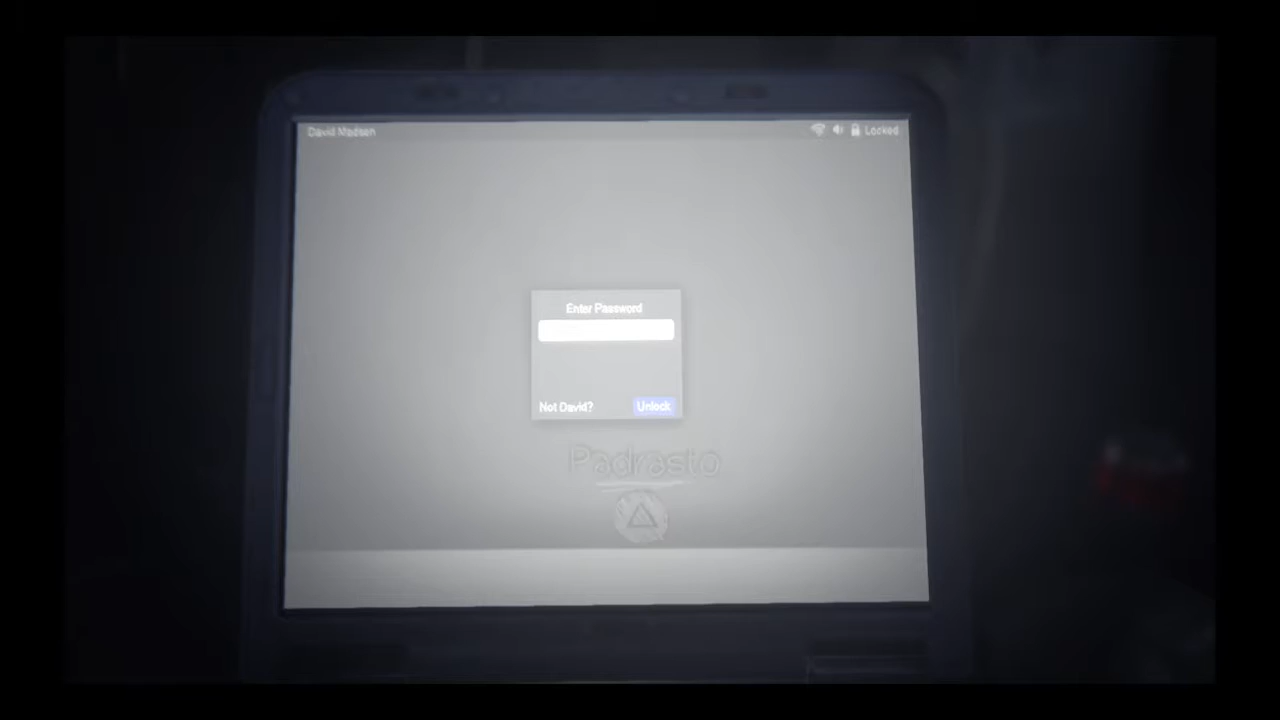 David Madsen
Locked
Enter Password
Not David?
Unlock
Padrasto